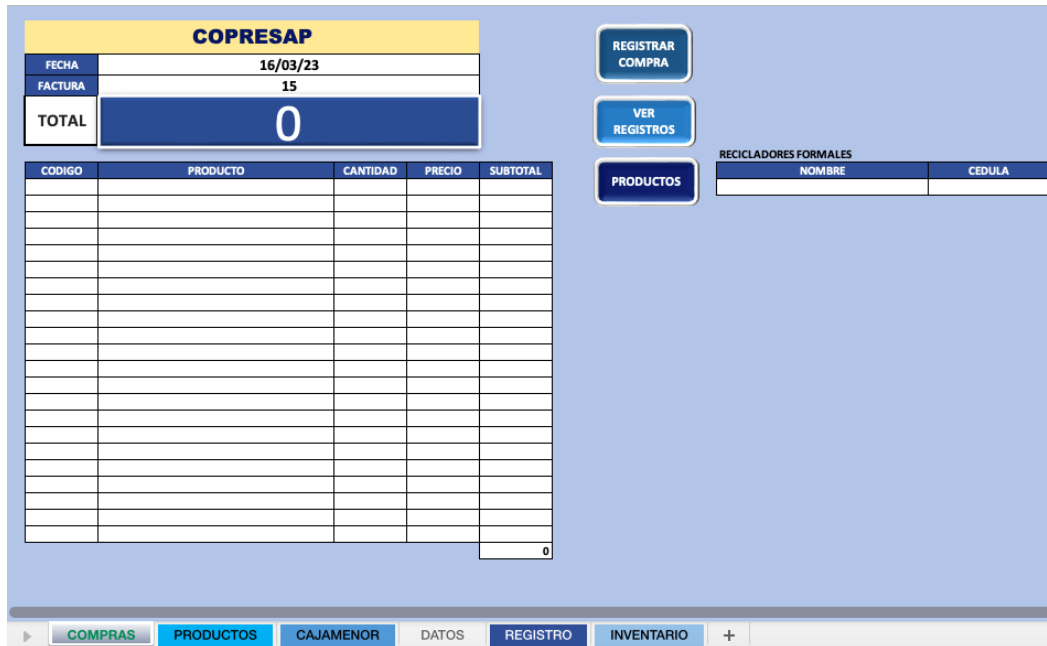 COPRESAP
FECHA 16/03/23
FACTURA 15
TOTAL 0
CODIGO PRODUCTO CANTIDAD PRECIO SUBTOTAL
0
REGISTRAR
COMPRA
VER
REGISTROS
PRODUCTOS
RECICLADORES FORMALES
NOMBRE CEDULA
COMPRAS PRODUCTOS CAJAMENOR DATOS REGISTRO INVENTARIO +